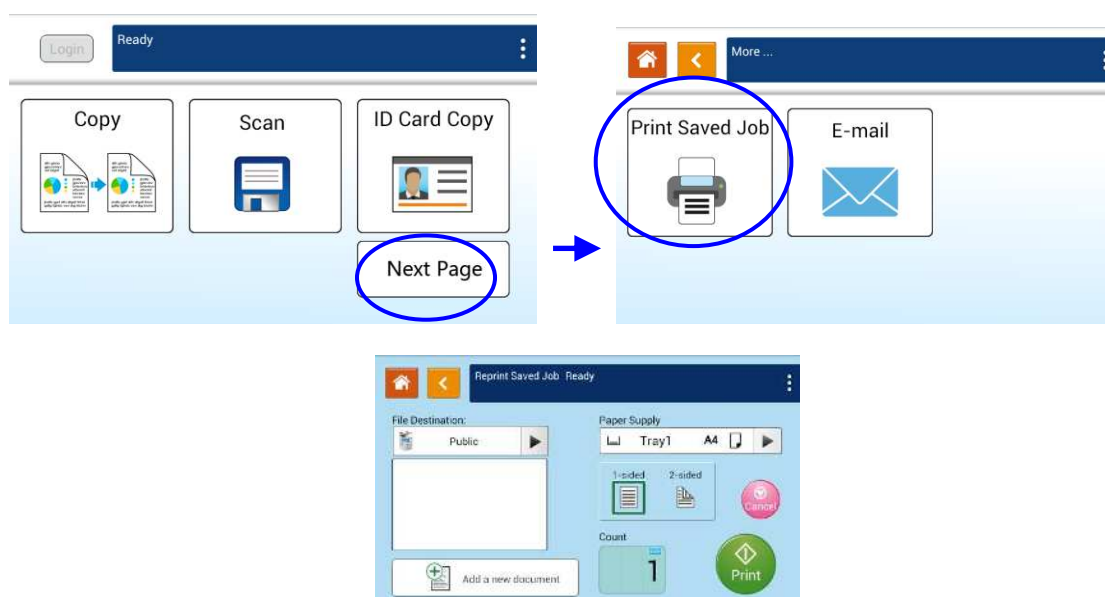 Login
Ready
Copy
Scan
ID Card Copy
Next Page
More ...
Print Saved Job
E-mail
Reprint Saved Job Ready
File Destination:
Public
Add a new document
Paper Supply
Tray1 A4
1-sided 2-sided
Cancel
Count
1
Print